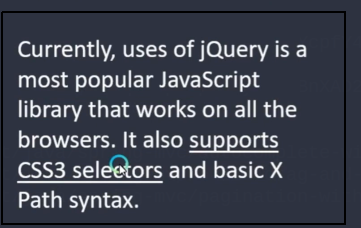 Currently, uses of jQuery is a
most popular JavaScript
library that works on all the
browsers. It also supports
CSS3 selectors and basic X
Path syntax.